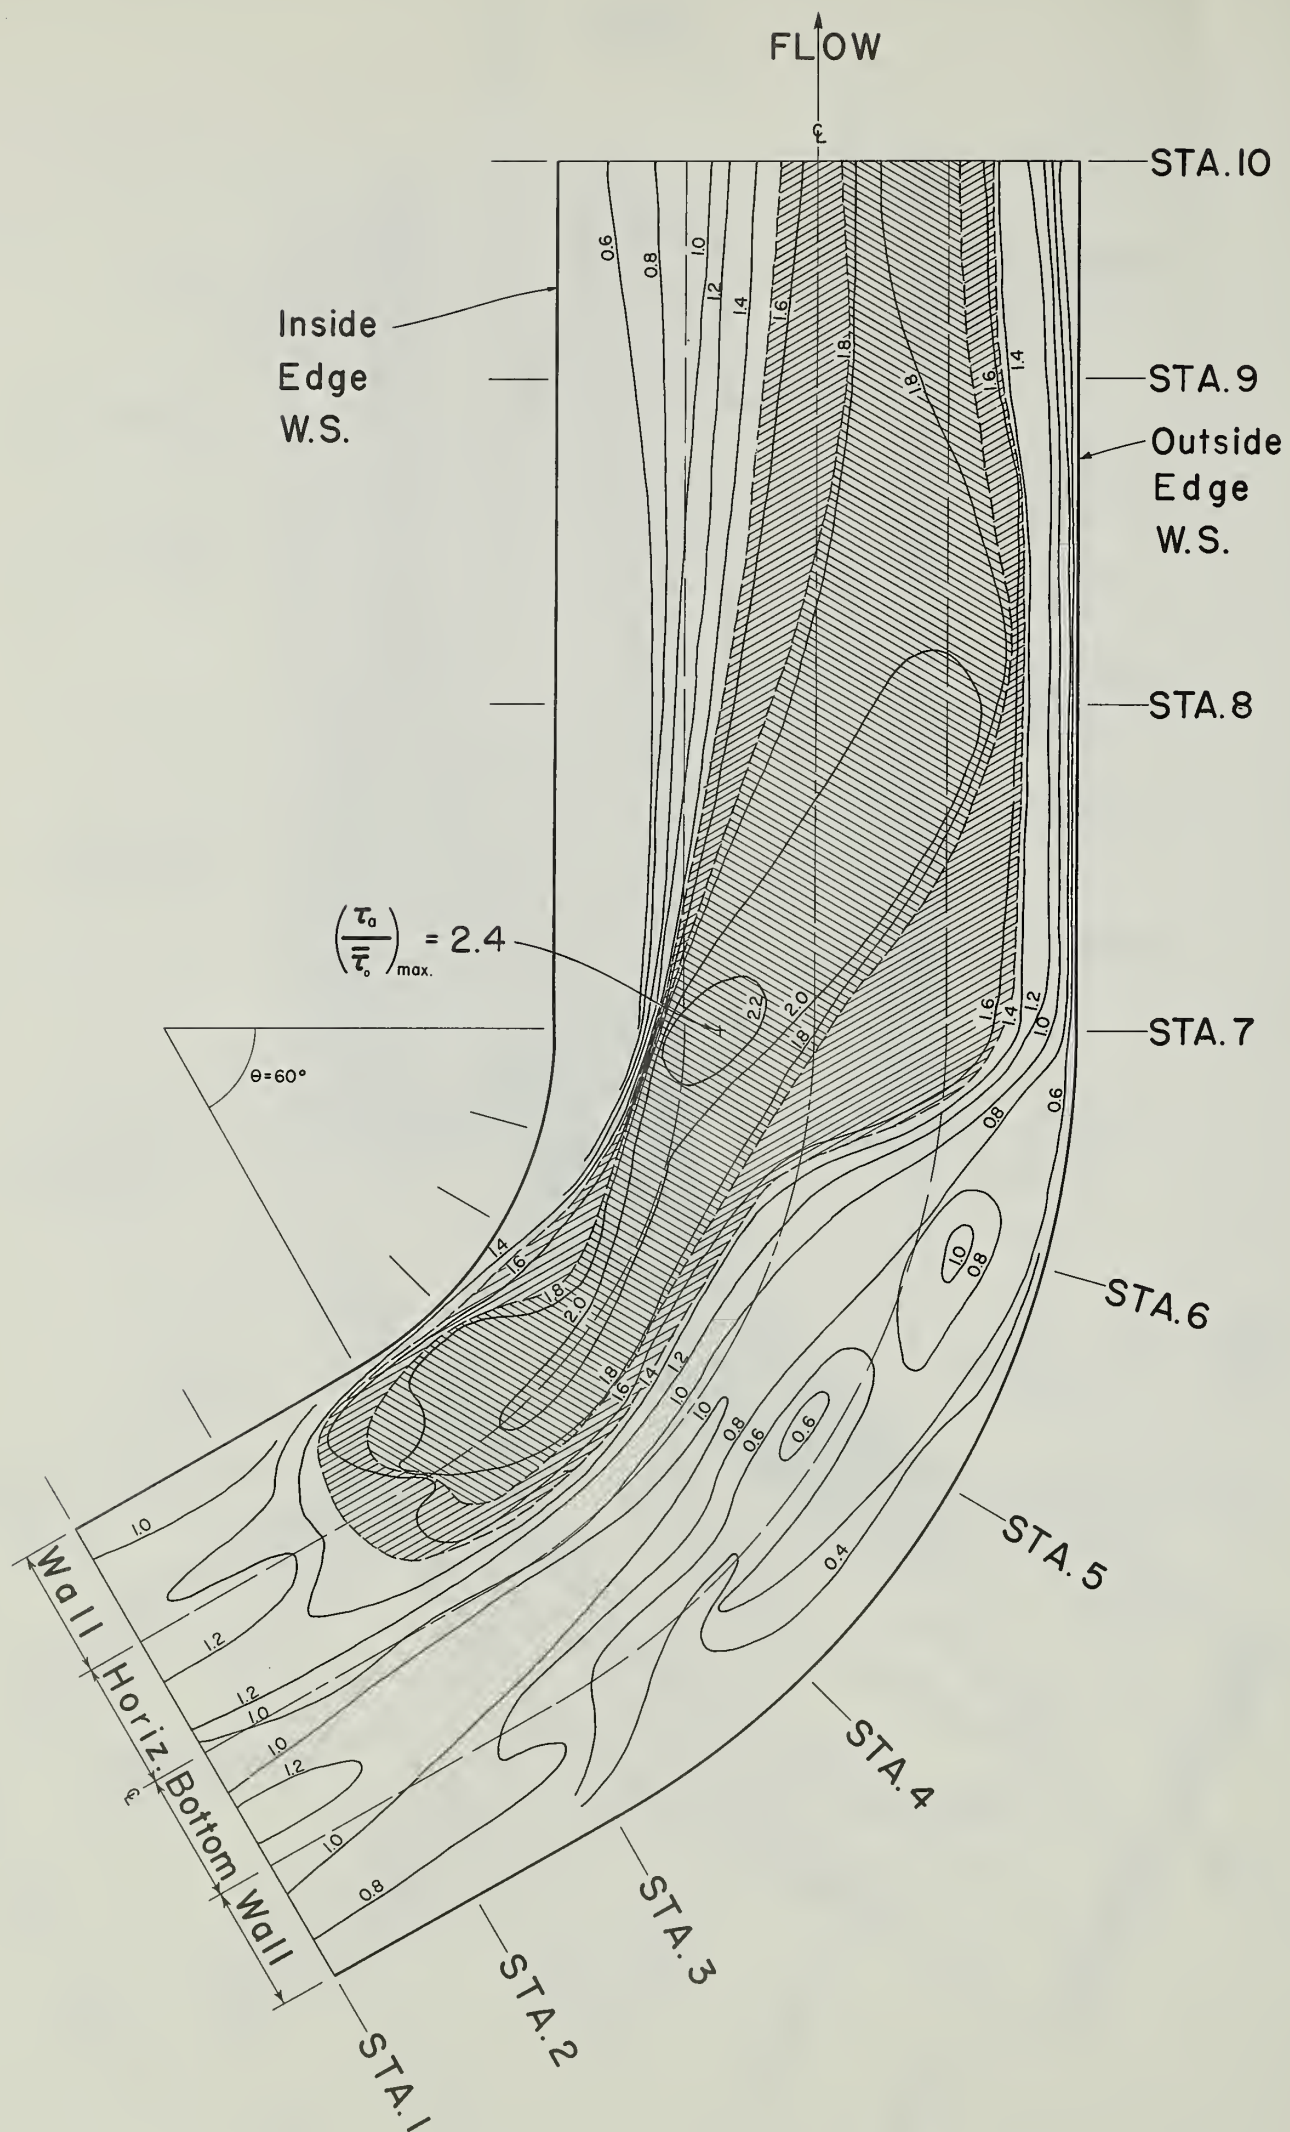 FLOW
℄
STA. 10
0.6
0.8
1.0
1.2
1.4
1.6
1.8
1.8
1.6
1.4
Inside
Edge
W.S.
STA. 9
Outside
Edge
W.S.
STA. 8
(τₐ / τ̿₀)max. = 2.4
2.2
2.0
1.8
1.6
1.4
1.2
1.0
STA. 7
θ=60°
0.8
0.6
1.4
1.6
1.8
2.0
1.0
0.8
STA. 6
1.8
1.6
1.4
1.2
1.0
1.0
0.8
0.6
0.6
0.4
STA. 5
1.0
1.2
1.2
1.0
1.0
1.2
1.0
0.8
Wall
Horiz.
℄
Bottom
Wall
STA. 4
STA. 3
STA. 2
STA. 1